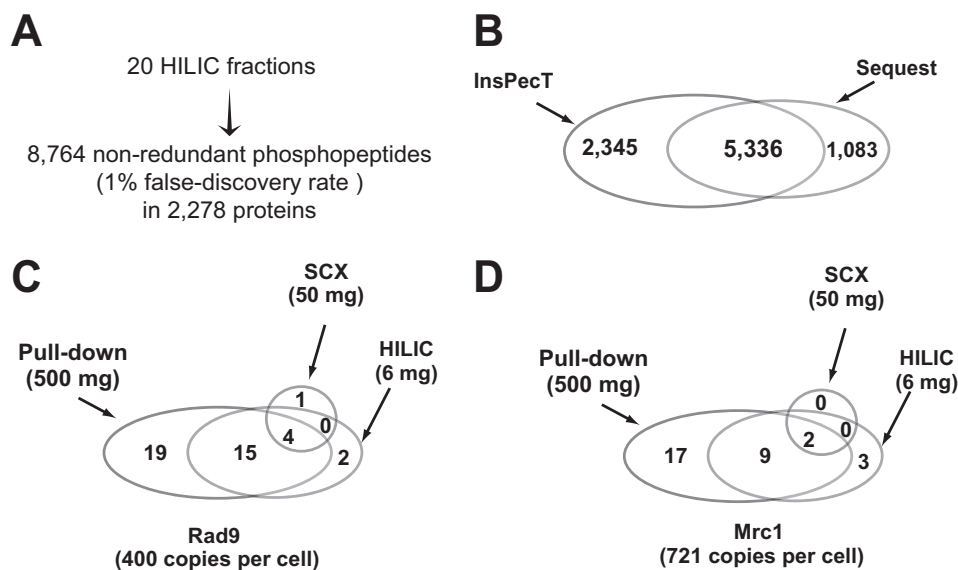 A
20 HILIC fractions
8,764 non-redundant phosphopeptides
(1% false-discovery rate )
in 2,278 proteins
B
InsPecT
Sequest
2,345
5,336
1,083
C
SCX
(50 mg)
Pull-down
(500 mg)
HILIC
(6 mg)
1
0
4
19
15
2
Rad9
(400 copies per cell)
D
SCX
(50 mg)
Pull-down
(500 mg)
HILIC
(6 mg)
0
0
2
17
9
3
Mrc1
(721 copies per cell)